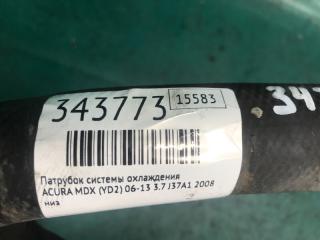 343773 15583
Патрубок системы охлаждения
ACURA MDX (YD2) 06-13 3.7 J37A1 2008
низ